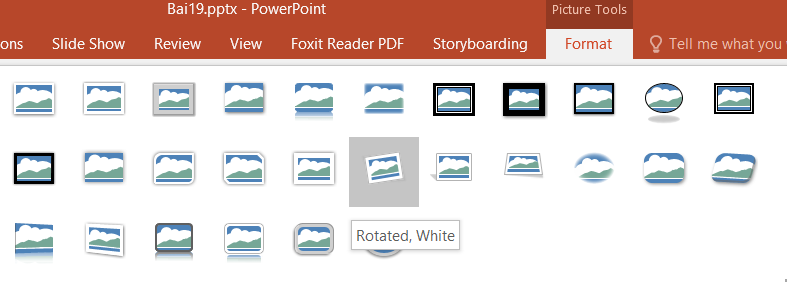 Bai19.pptx - PowerPoint
Picture Tools
ons Slide Show Review View Foxit Reader PDF Storyboarding Format Tell me what you
Rotated, White